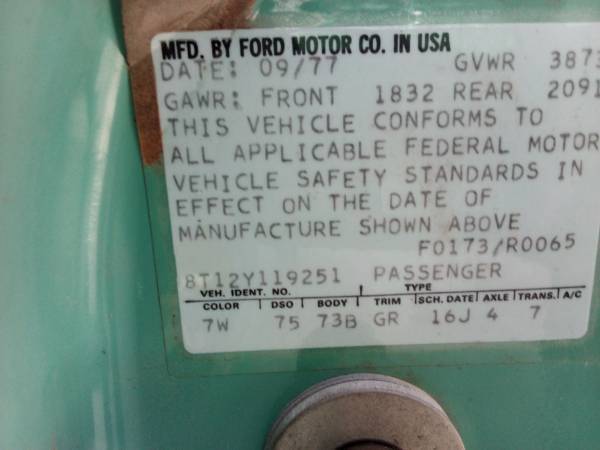 MFD. BY FORD MOTOR CO. IN USA
DATE: 09/77 GVWR 3873
GAWR: FRONT 1832 REAR 2091
THIS VEHICLE CONFORMS TO
ALL APPLICABLE FEDERAL MOTOR
VEHICLE SAFETY STANDARDS IN
EFFECT ON THE DATE OF
MANUFACTURE SHOWN ABOVE
F0173/R0065
8T12Y119251 PASSENGER
VEH. IDENT. NO. TYPE
COLOR DSO BODY TRIM SCH. DATE AXLE TRANS. A/C
7W 75 73B GR 16J 4 7